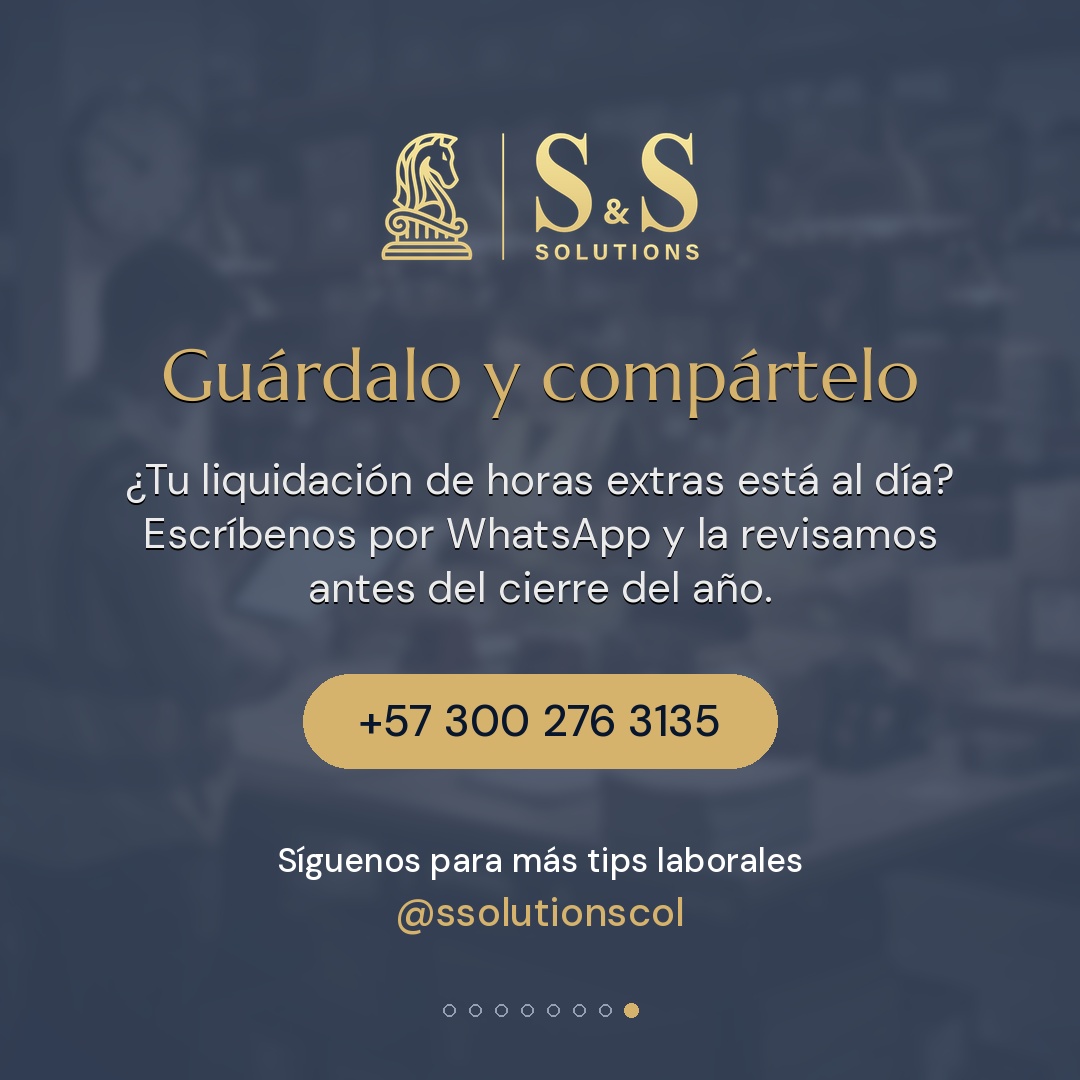 S&S
SOLUTIONS
Guárdalo y compártelo
¿Tu liquidación de horas extras está al día?
Escríbenos por WhatsApp y la revisamos
antes del cierre del año.
+57 300 276 3135
Síguenos para más tips laborales
@ssolutionscol